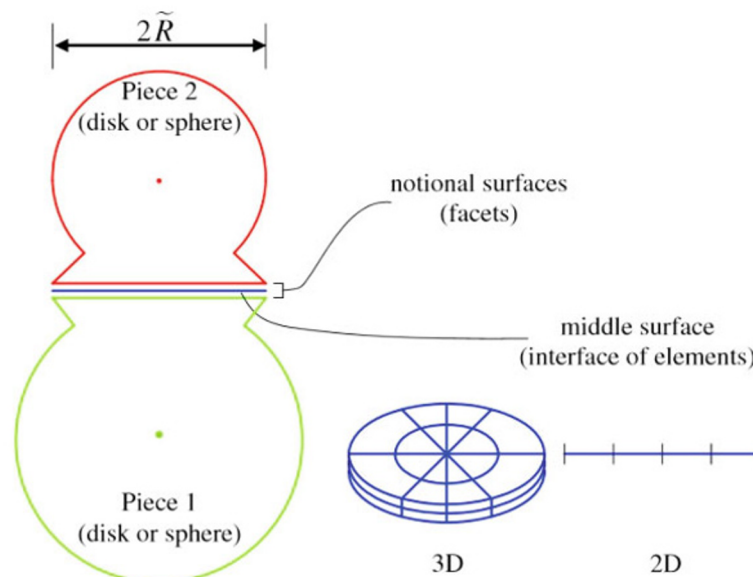 2R̃
Piece 2
(disk or sphere)
notional surfaces
(facets)
middle surface
(interface of elements)
Piece 1
(disk or sphere)
3D
2D